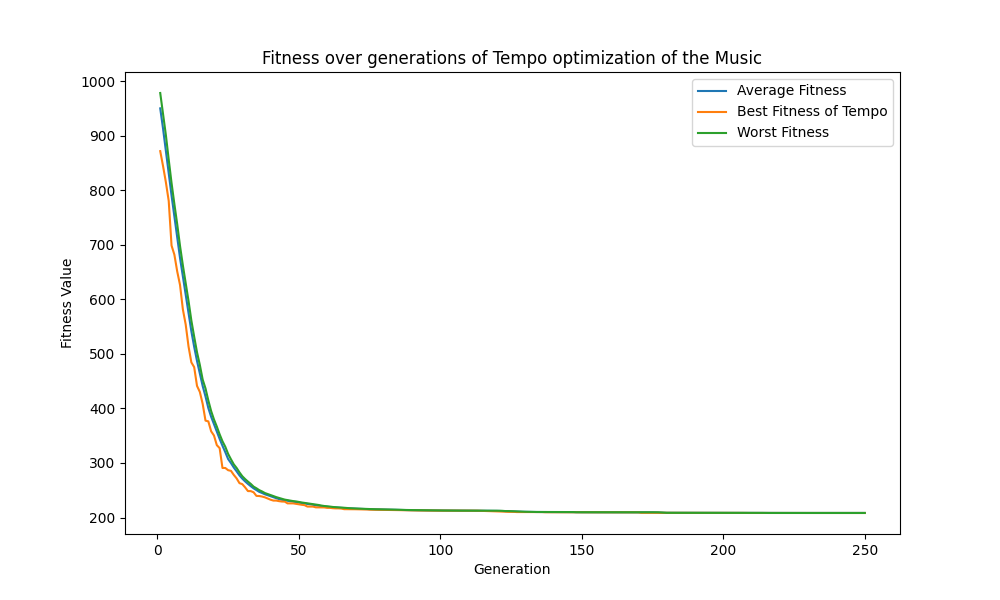 Fitness over generations of Tempo optimization of the Music
Average Fitness
Best Fitness of Tempo
Worst Fitness
Fitness Value
1000
900
800
700
600
500
400
300
200
0 50 100 150 200 250
Generation